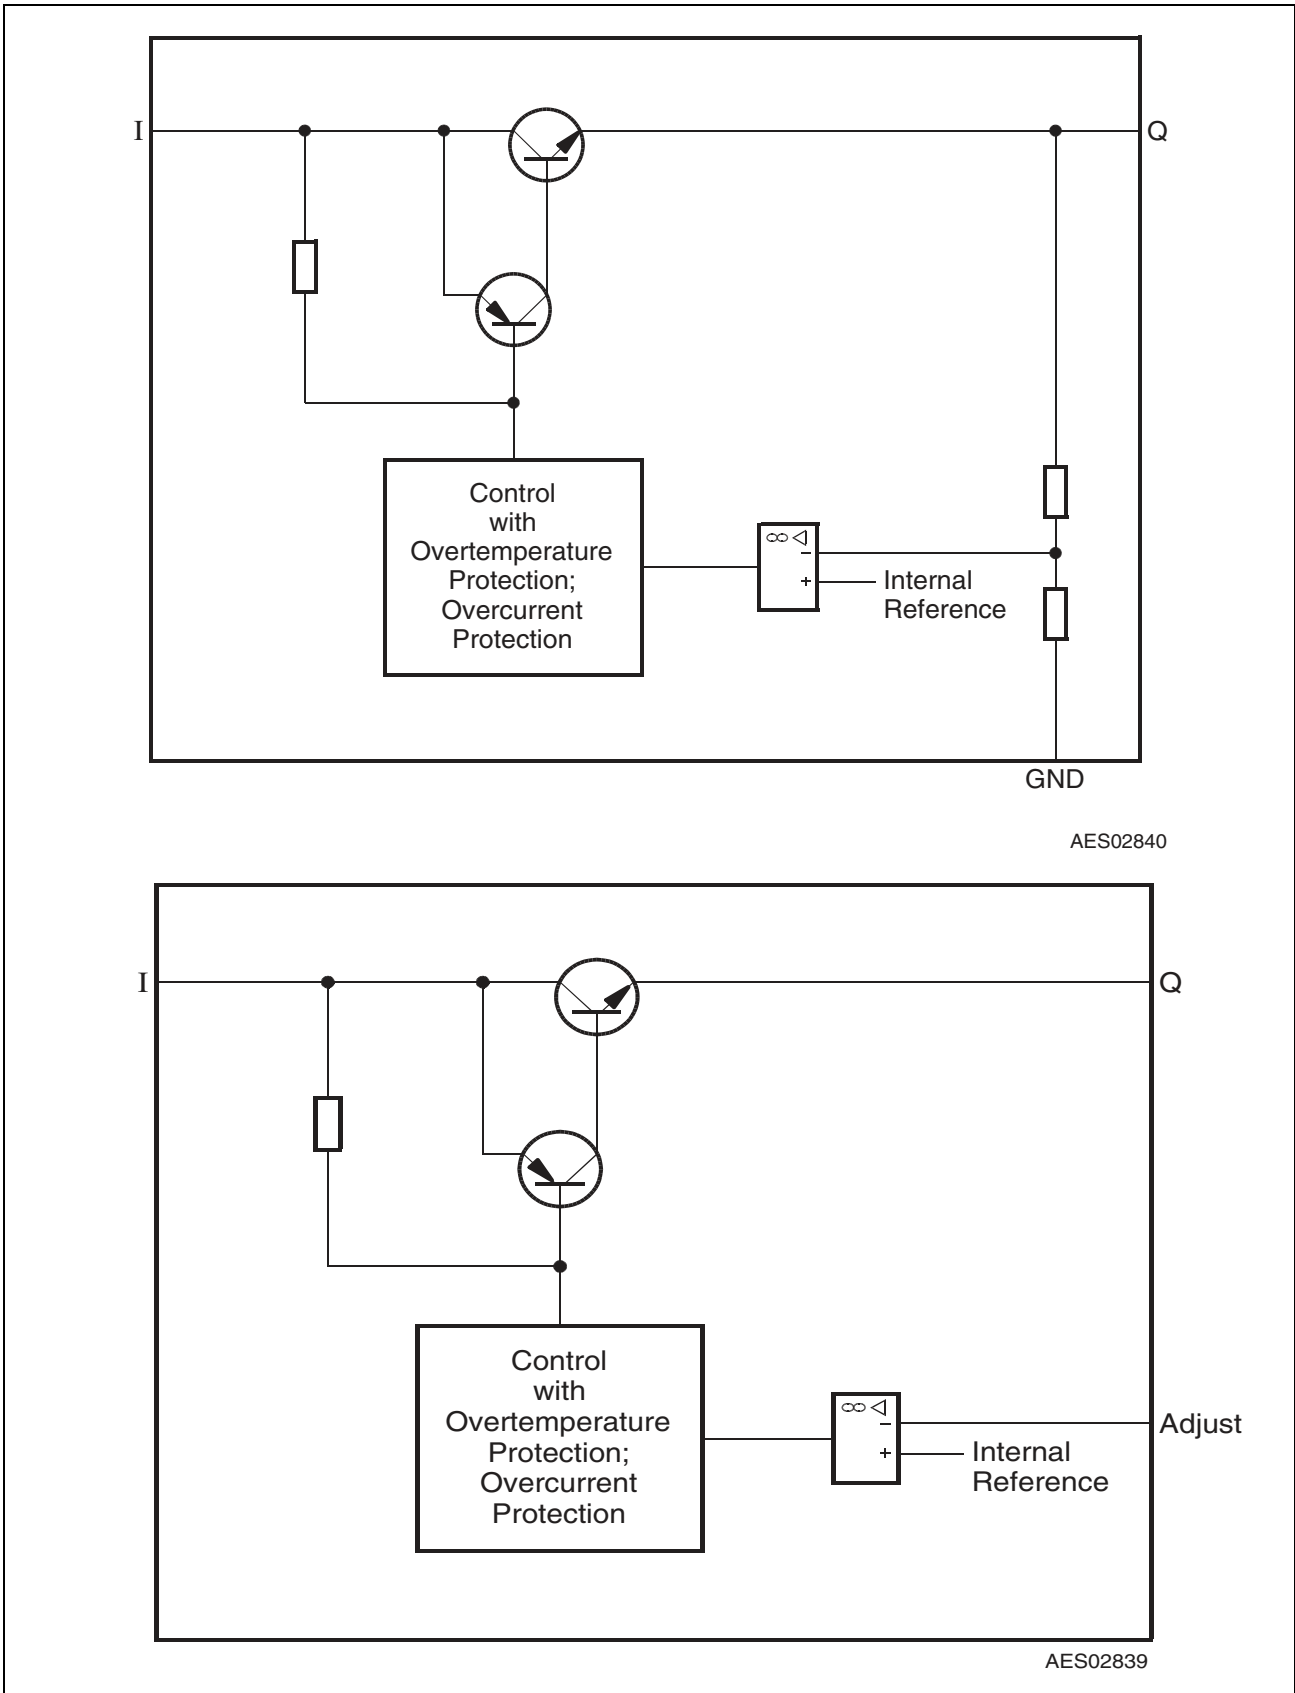 I
Q
Control
with
Overtemperature
Protection;
Overcurrent
Protection
∞ ◁
−
+
Internal
Reference
GND
AES02840
I
Q
Control
with
Overtemperature
Protection;
Overcurrent
Protection
∞ ◁
−
+
Adjust
Internal
Reference
AES02839